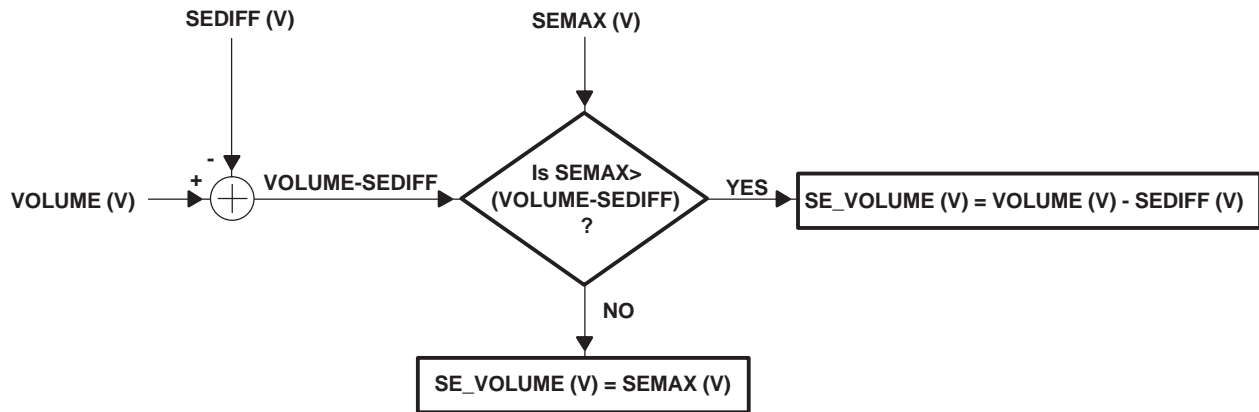 SEDIFF (V)
SEMAX (V)
-
+
VOLUME (V)
VOLUME-SEDIFF
Is SEMAX>
(VOLUME-SEDIFF)
?
YES
SE_VOLUME (V) = VOLUME (V) - SEDIFF (V)
NO
SE_VOLUME (V) = SEMAX (V)